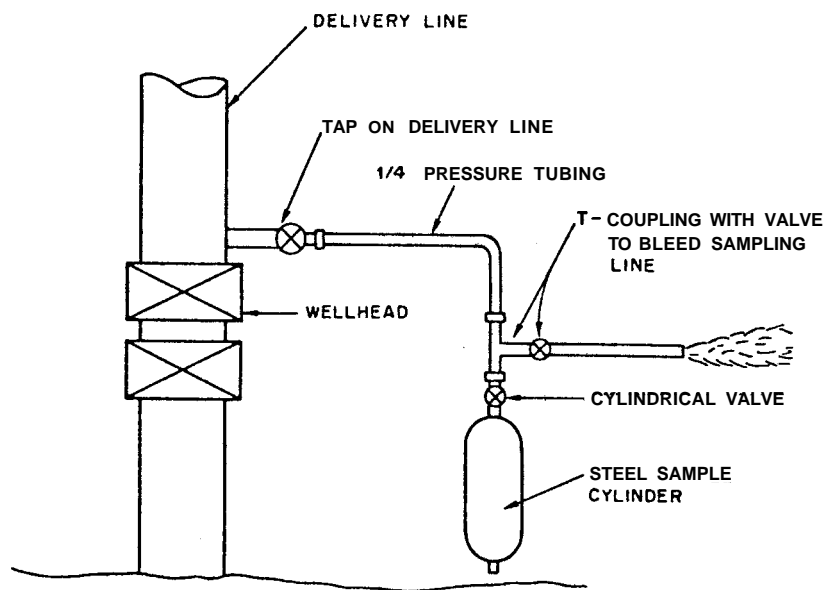 DELIVERY LINE
TAP ON DELIVERY LINE
1/4 PRESSURE TUBING
T- COUPLING WITH VALVE
TO BLEED SAMPLING
LINE
WELLHEAD
CYLINDRICAL VALVE
STEEL SAMPLE
CYLINDER